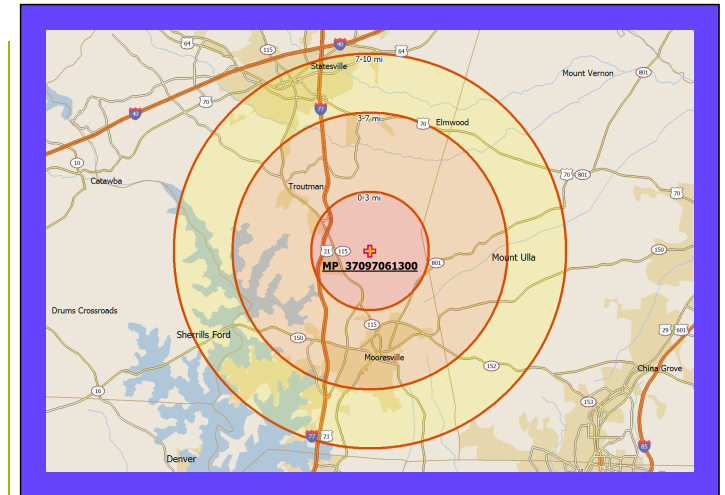 40
64
115
64
7-10 mi
Statesville
Mount Vernon
801
70
40
77
3-7 mi
70
Elmwood
10
70
801
Catawba
Troutman
70
0-3 mi
21
115
150
MP 37097061300
801
Mount Ulla
Drums Crossroads
115
29
601
Sherrills Ford
150
Mooresville
152
China Grove
16
153
77
21
85
Denver